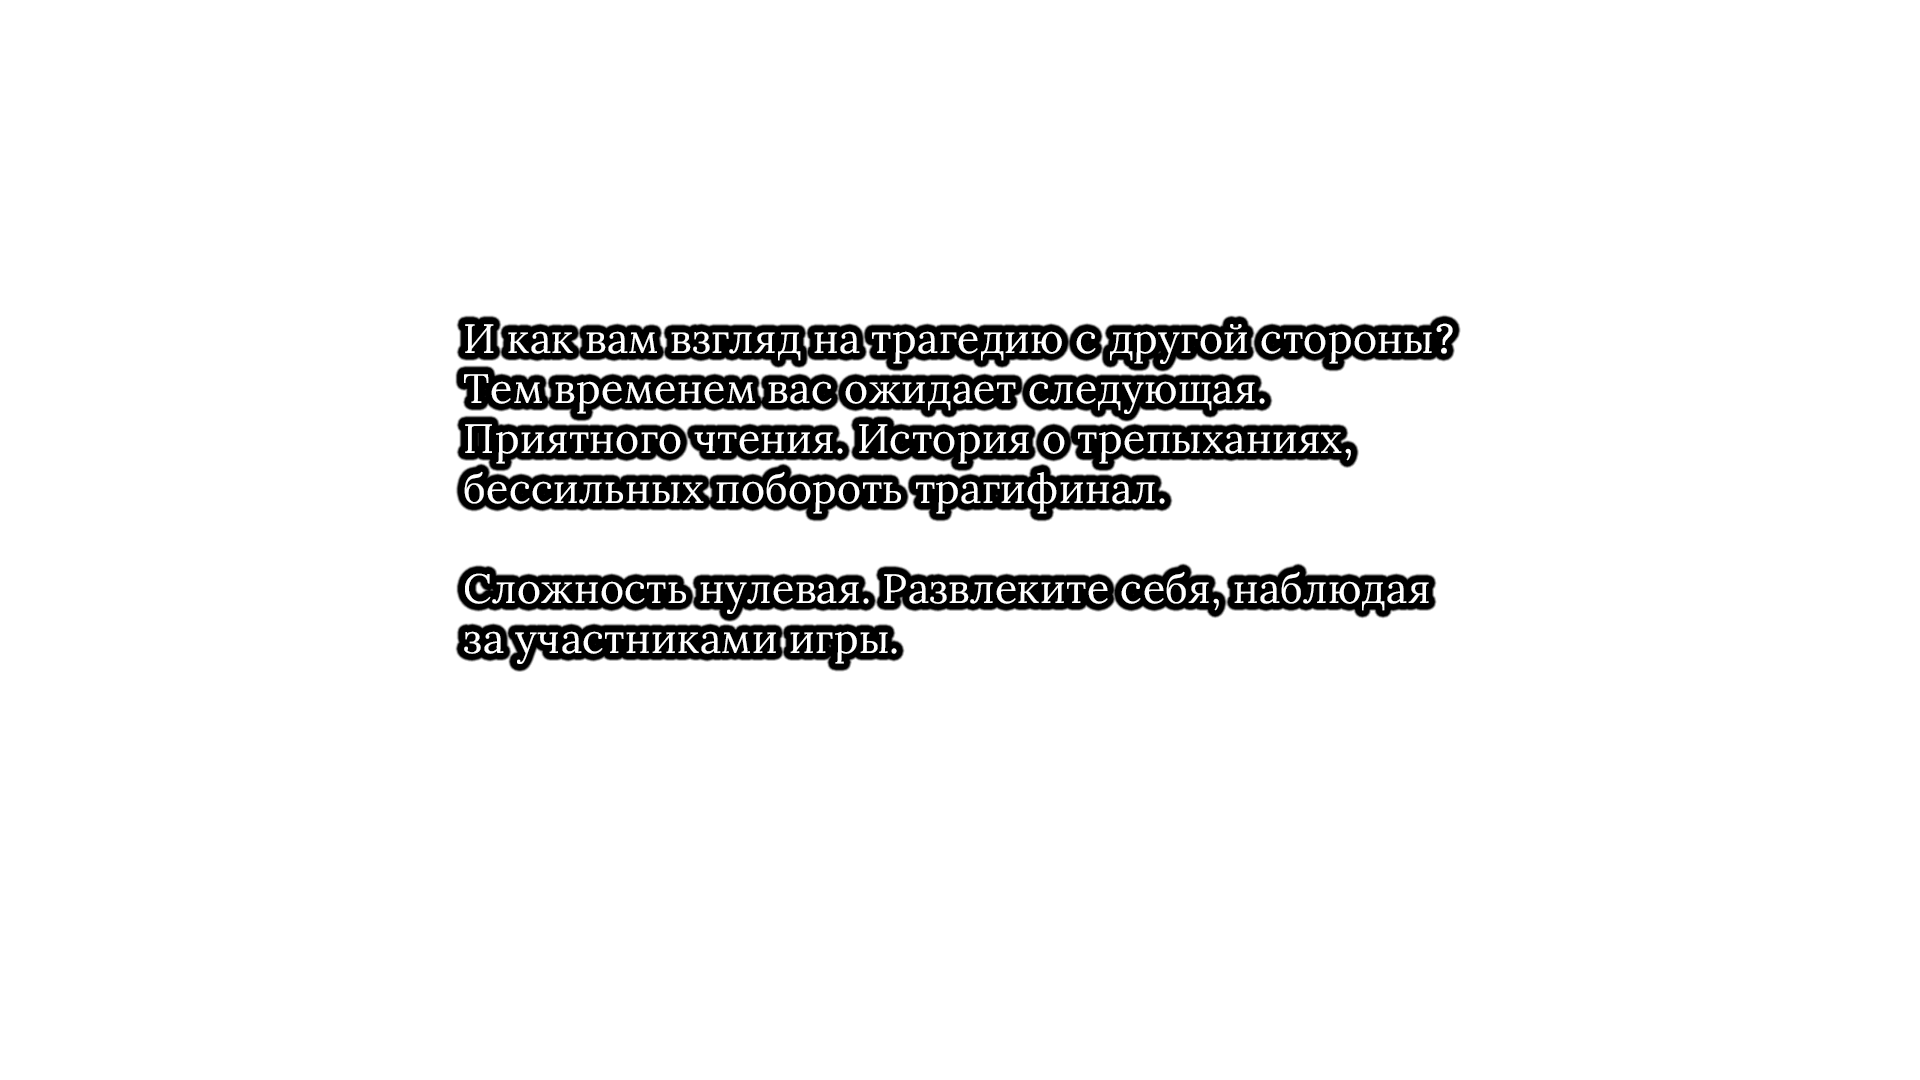 И как вам взгляд на трагедию с другой стороны?
Тем временем вас ожидает следующая.
Приятного чтения. История о трепыханиях,
бессильных побороть трагифинал.
Сложность нулевая. Развлеките себя, наблюдая
за участниками игры.